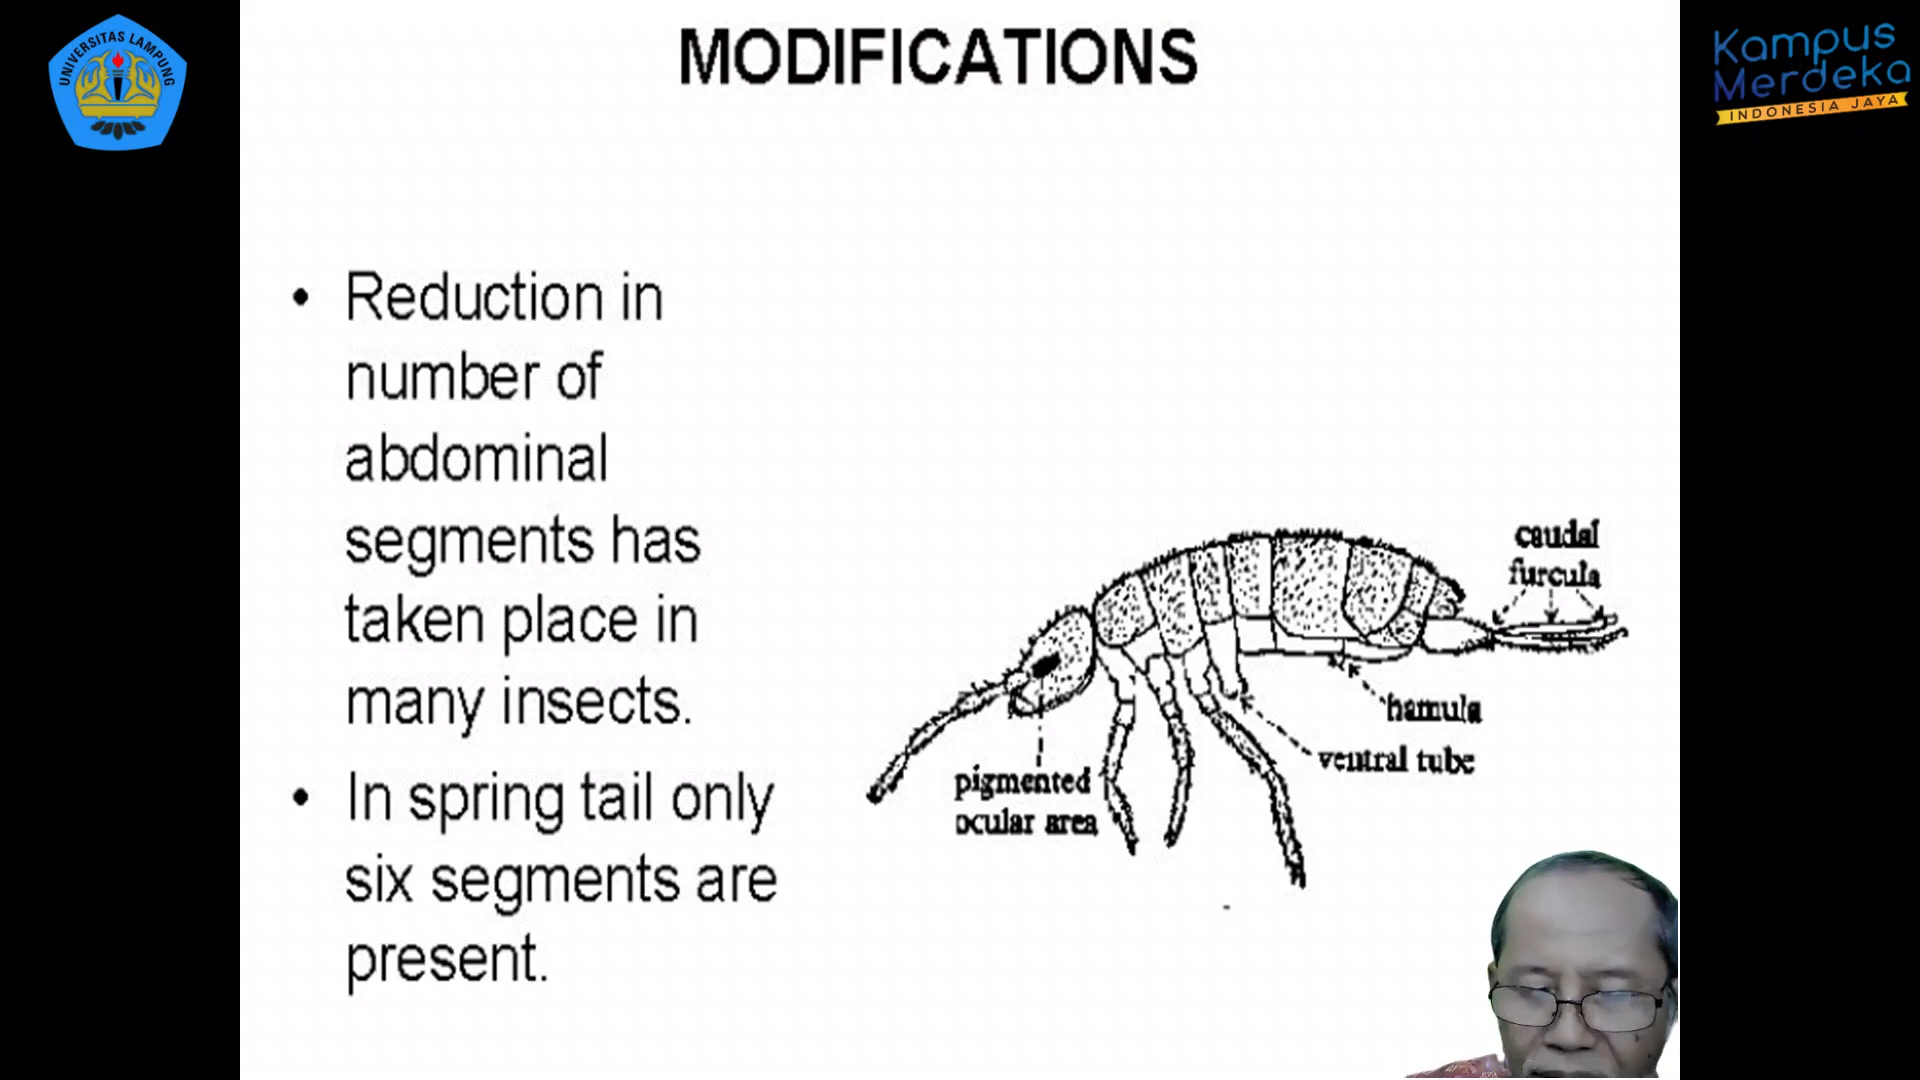 UNIVERSITAS LAMPUNG
MODIFICATIONS
Kampus
Merdeka
INDONESIA JAYA
• Reduction in
number of
abdominal
segments has
taken place in
many insects.
• In spring tail only
six segments are
present.
caudal
furcula
hamula
ventral tube
pigmented
ocular area